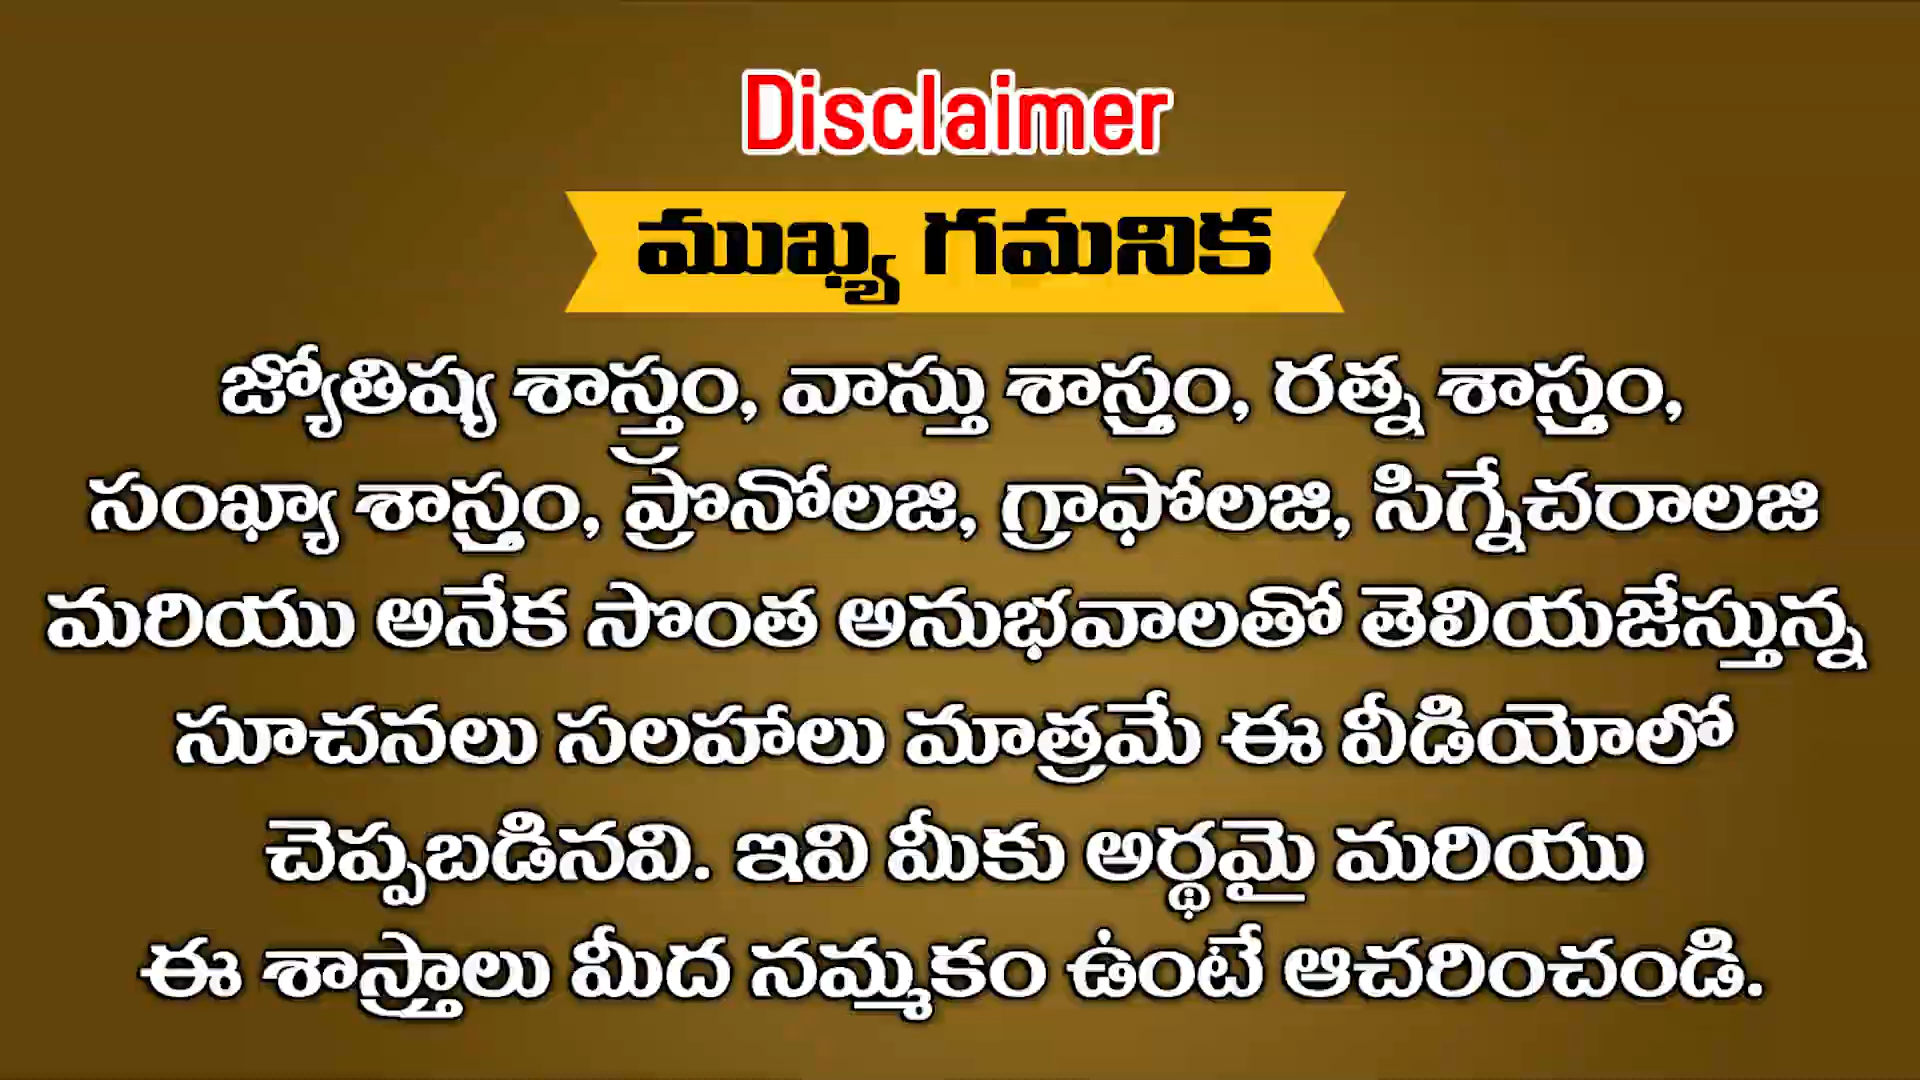 Disclaimer
ముఖ్య గమనిక
జ్యోతిష్య శాస్త్రం, వాస్తు శాస్త్రం, రత్న శాస్త్రం,
సంఖ్యా శాస్త్రం, ప్రొనోలజి, గ్రాఫోలజి, సిగ్నేచరాలజి
మరియు అనేక సొంత అనుభవాలతో తెలియజేస్తున్న
సూచనలు సలహాలు మాత్రమే ఈ వీడియోలో
చెప్పబడినవి. ఇవి మీకు అర్థమై మరియు
ఈ శాస్త్రాలు మీద నమ్మకం ఉంటే ఆచరించండి.